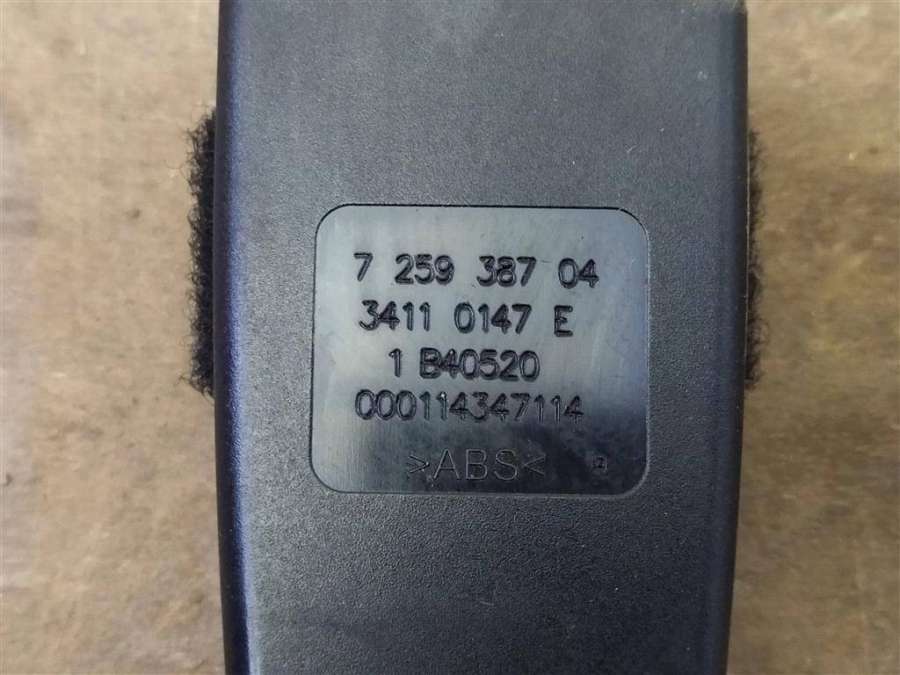 7 259 387 04
3411 0147 E
1 B40520
000114347114
>ABS<